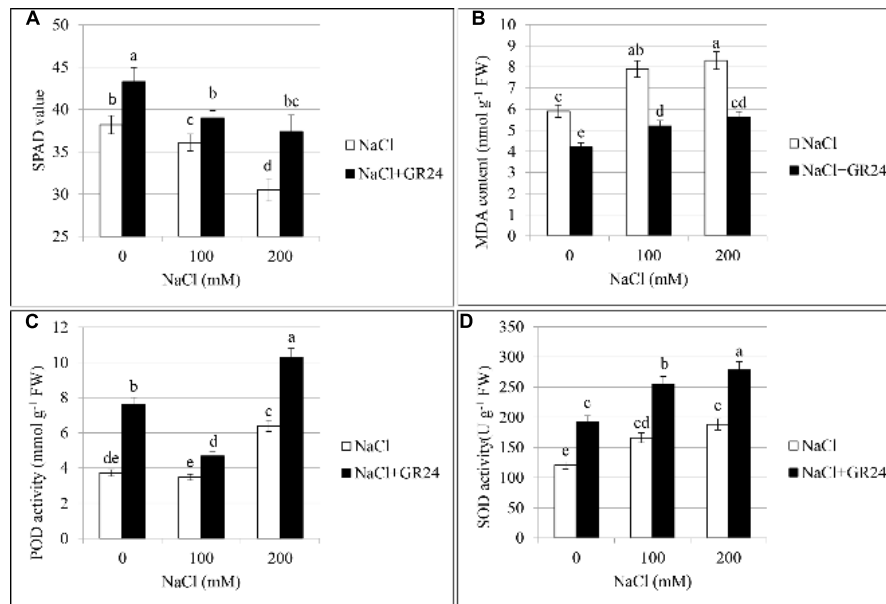 A
50
45
40
35
30
25
SPAD value
b
a
c
b
d
bc
0
100
200
NaCl (mM)
NaCl
NaCl+GR24
B
9
8
7
6
5
4
3
2
1
0
MDA content (nmol g⁻¹ FW)
c
e
ab
d
a
cd
0
100
200
NaCl (mM)
NaCl
NaCl+GR24
C
12
10
8
6
4
2
0
POD activity (mmol g⁻¹ FW)
de
b
e
d
c
a
0
100
200
NaCl (mM)
NaCl
NaCl+GR24
D
350
300
250
200
150
100
50
0
SOD activity(U g⁻¹ FW)
e
c
cd
b
c
a
0
100
200
NaCl (mM)
NaCl
NaCl+GR24